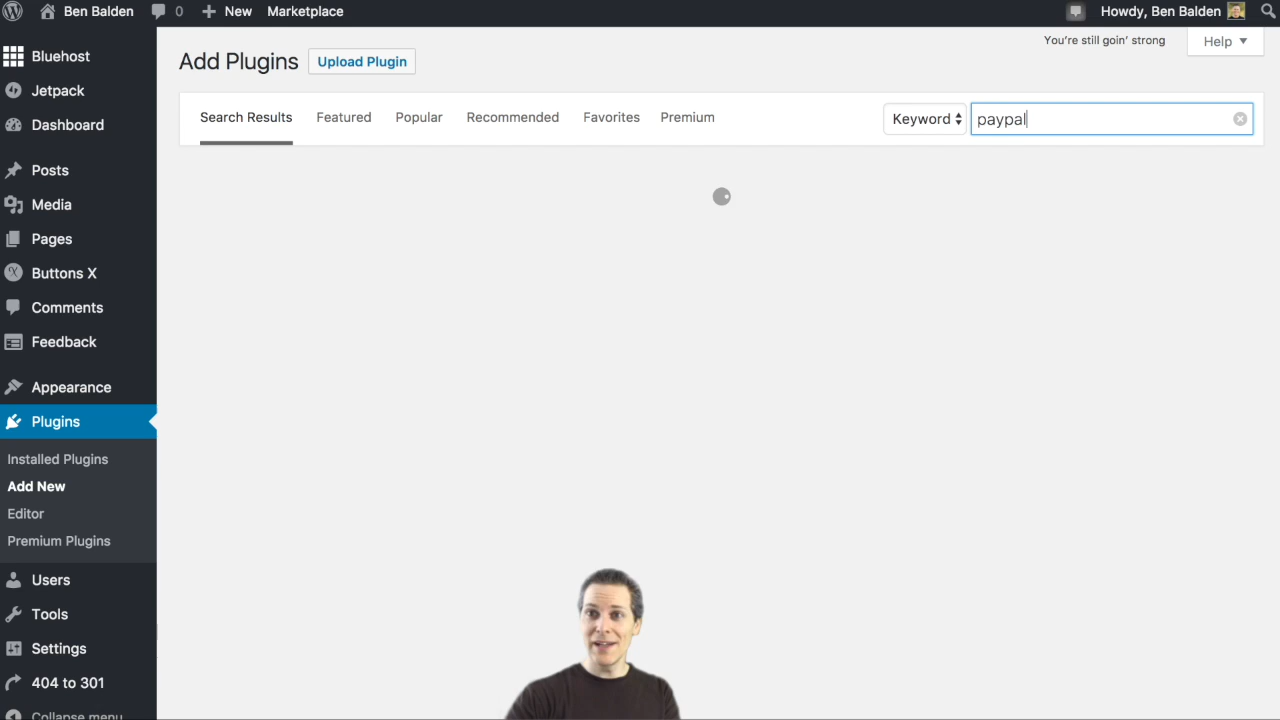 Ben Balden 0 New Marketplace Howdy, Ben Balden
You're still goin' strong Help
Add Plugins Upload Plugin
Search Results Featured Popular Recommended Favorites Premium Keyword paypal
Bluehost
Jetpack
Dashboard
Posts
Media
Pages
Buttons X
Comments
Feedback
Appearance
Plugins
Installed Plugins
Add New
Editor
Premium Plugins
Users
Tools
Settings
404 to 301
Collapse menu